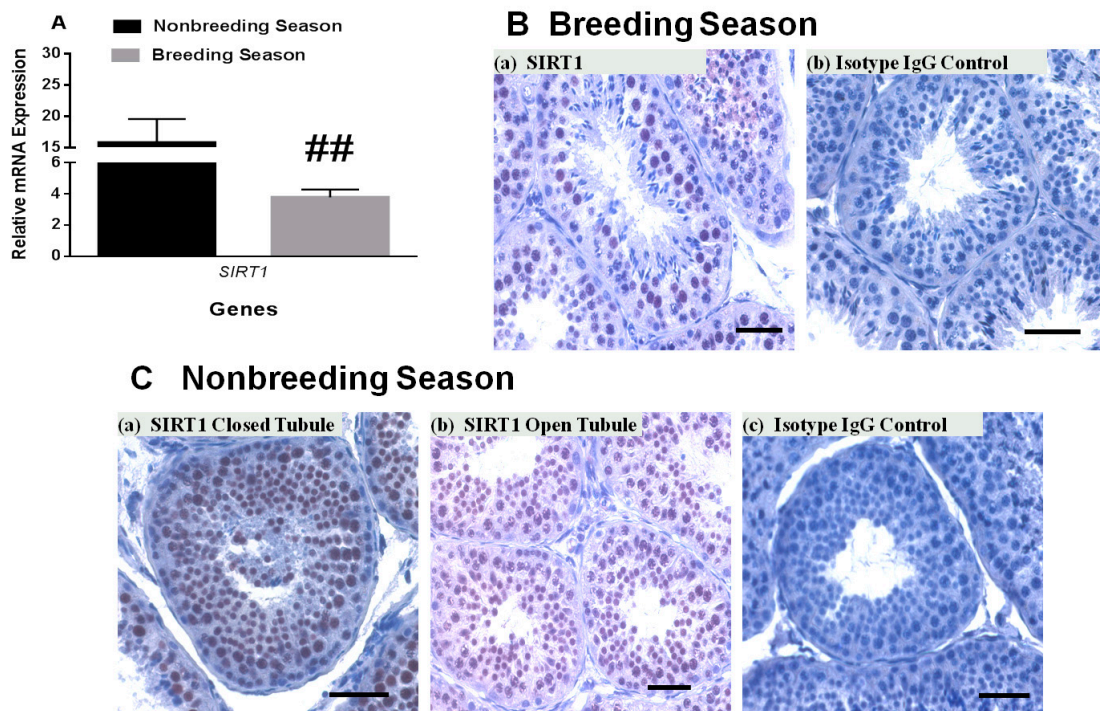 A
Nonbreeding Season
Breeding Season
Relative mRNA Expression
30
25
20
15
6
4
2
0
##
SIRT1
Genes
B Breeding Season
(a) SIRT1
(b) Isotype IgG Control
C Nonbreeding Season
(a) SIRT1 Closed Tubule
(b) SIRT1 Open Tubule
(c) Isotype IgG Control